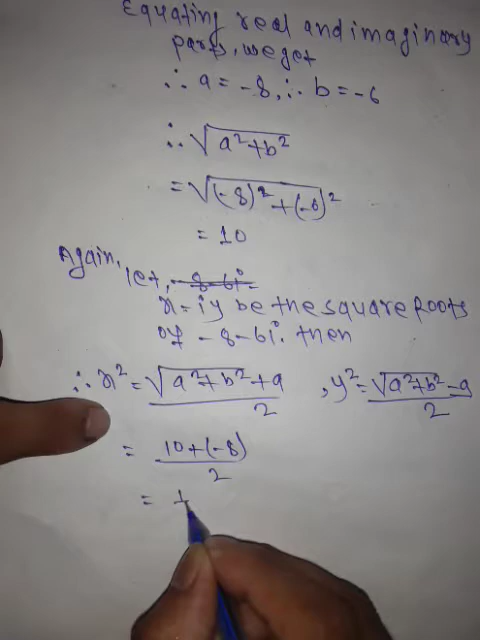 Equating real and imaginary
parts, we get
∴ a = -8, ∴ b = -6
∴ √a²+b²
= √(-8)²+(-6)²
= 10
Again,
let, -8-6i
x-iy be the square roots
of -8-6i. then
∴ x² = √a²+b²+a / 2 , y² = √a²+b²-a / 2
= 10+(-8) / 2
= +